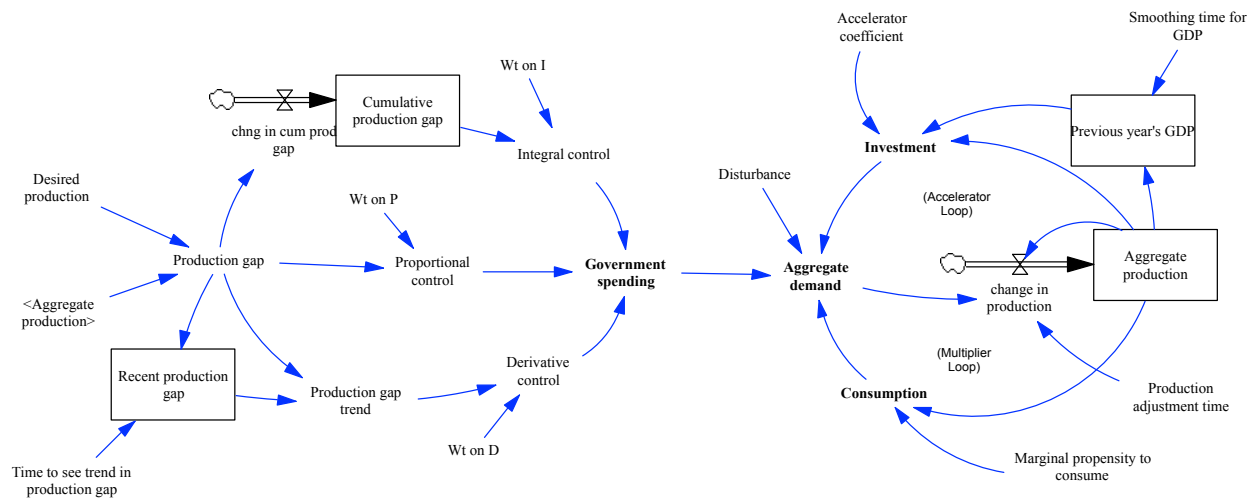 Accelerator
coefficient
Smoothing time for
GDP
Wt on I
Cumulative
production gap
chng in cum prod
gap
Previous year's GDP
Integral control
Investment
Desired
production
Disturbance
Wt on P
(Accelerator
Loop)
Production gap
Proportional
control
Government
spending
Aggregate
demand
change in
production
Aggregate
production
<Aggregate
production>
Recent production
gap
Production gap
trend
Derivative
control
(Multiplier
Loop)
Consumption
Production
adjustment time
Wt on D
Time to see trend in
production gap
Marginal propensity to
consume